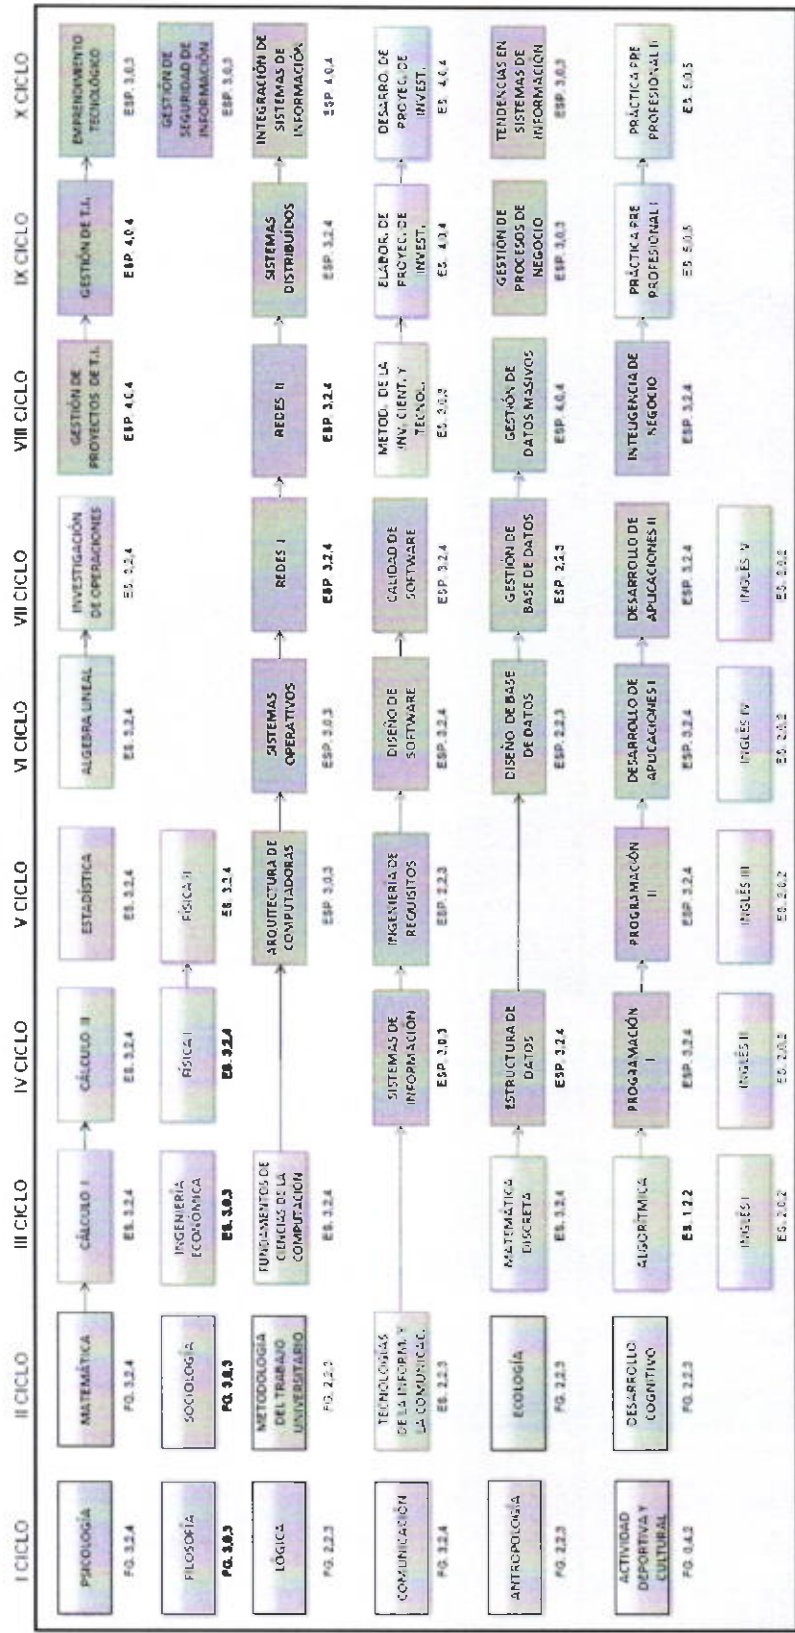 I CICLO
II CICLO
III CICLO
IV CICLO
V CICLO
VI CICLO
VII CICLO
VIII CICLO
IX CICLO
X CICLO
PSICOLOGÍA
FG. 3,2,4
MATEMÁTICA
FG. 3,2,4
CÁLCULO I
ES. 3,2,4
CÁLCULO II
ES. 3,2,4
ESTADÍSTICA
ES. 3,2,4
ALGEBRA LINEAL
ES. 3,2,4
INVESTIGACIÓN
DE OPERACIONES
ES. 3,2,4
GESTIÓN DE
PROYECTOS DE T.I.
ESP. 4,0,4
GESTIÓN DE T.I.
ESP. 4,0,4
EMPRENDIMIENTO
TECNOLÓGICO
ESP. 3,0,3
FILOSOFÍA
FG. 3,0,3
SOCIOLOGÍA
FG. 3,0,3
INGENIERÍA
ECONOMICA
ES. 3,0,3
FÍSICA I
ES. 3,2,4
FÍSICA II
ES. 3,2,4
GESTIÓN DE
SEGURIDAD DE
INFORMACIÓN
ESP. 3,0,3
LÓGICA
FG. 2,2,3
METODOLOGÍA
DEL TRABAJO
UNIVERSITARIO
FG. 2,2,3
FUNDAMENTOS DE
CIENCIAS DE LA
COMPUTACIÓN
ES. 3,2,4
ARQUITECTURA DE
COMPUTADORAS
ESP. 3,0,3
SISTEMAS
OPERATIVOS
ESP. 3,0,3
REDES I
ESP. 3,2,4
REDES II
ESP. 3,2,4
SISTEMAS
DISTRIBUÍDOS
ESP. 3,2,4
INTEGRACIÓN DE
SISTEMAS DE
INFORMACIÓN
ESP. 4,0,4
COMUNICACIÓN
FG. 3,2,4
TECNOLOGÍAS
DE LA INFORM. Y
LA COMUNICAC.
ES. 2,2,3
SISTEMAS DE
INFORMACIÓN
ESP. 3,0,3
INGENIERIA DE
REQUISITOS
ESP. 2,2,3
DISEÑO DE
SOFTWARE
ESP. 3,2,4
CALIDAD DE
SOFTWARE
ESP. 3,2,4
METOD. DE LA
INV. CIENT. Y
TECNOL.
ES. 3,0,3
ELABOR. DE
PROYEC. DE
INVEST.
ES. 4,0,4
DESARRO. DE
PROYEC. DE
INVEST.
ES. 4,0,4
ANTROPOLOGÍA
FG. 2,2,3
ECOLOGÍA
FG. 2,2,3
MATEMÁTICA
DISCRETA
ES. 3,2,4
ESTRUCTURA DE
DATOS
ESP. 3,2,4
DISEÑO DE BASE
DE DATOS
ESP. 2,2,3
GESTIÓN DE
BASE DE DATOS
ESP. 2,2,3
GESTIÓN DE
DATOS MASIVOS
ESP. 4,0,4
GESTIÓN DE
PROCESOS DE
NEGOCIO
ESP. 3,0,3
TENDENCIAS EN
SISTEMAS DE
INFORMACIÓN
ESP. 3,0,3
ACTIVIDAD
DEPORTIVA Y
CULTURAL
FG. 0,4,2
DESARROLLO
COGNITIVO
FG. 2,2,3
ALGORÍTMICA
ES. 1,2,2
PROGRAMACIÓN
I
ESP. 3,2,4
PROGRAMACIÓN
II
ESP. 3,2,4
DESARROLLO DE
APLICACIONES I
ESP. 3,2,4
DESARROLLO DE
APLICACIONES II
ESP. 3,2,4
INTELIGENCIA DE
NEGOCIO
ESP. 3,2,4
PRÁCTICA PRE
PROFESIONAL I
PRÁCTICA PRE
PROFESIONAL II
INGLÉS I
ES. 2,0,2
INGLÉS II
ES. 2,0,2
INGLÉS III
ES. 2,0,2
INGLÉS IV
ES. 2,0,2
INGLÉS
ES. 2,0,2